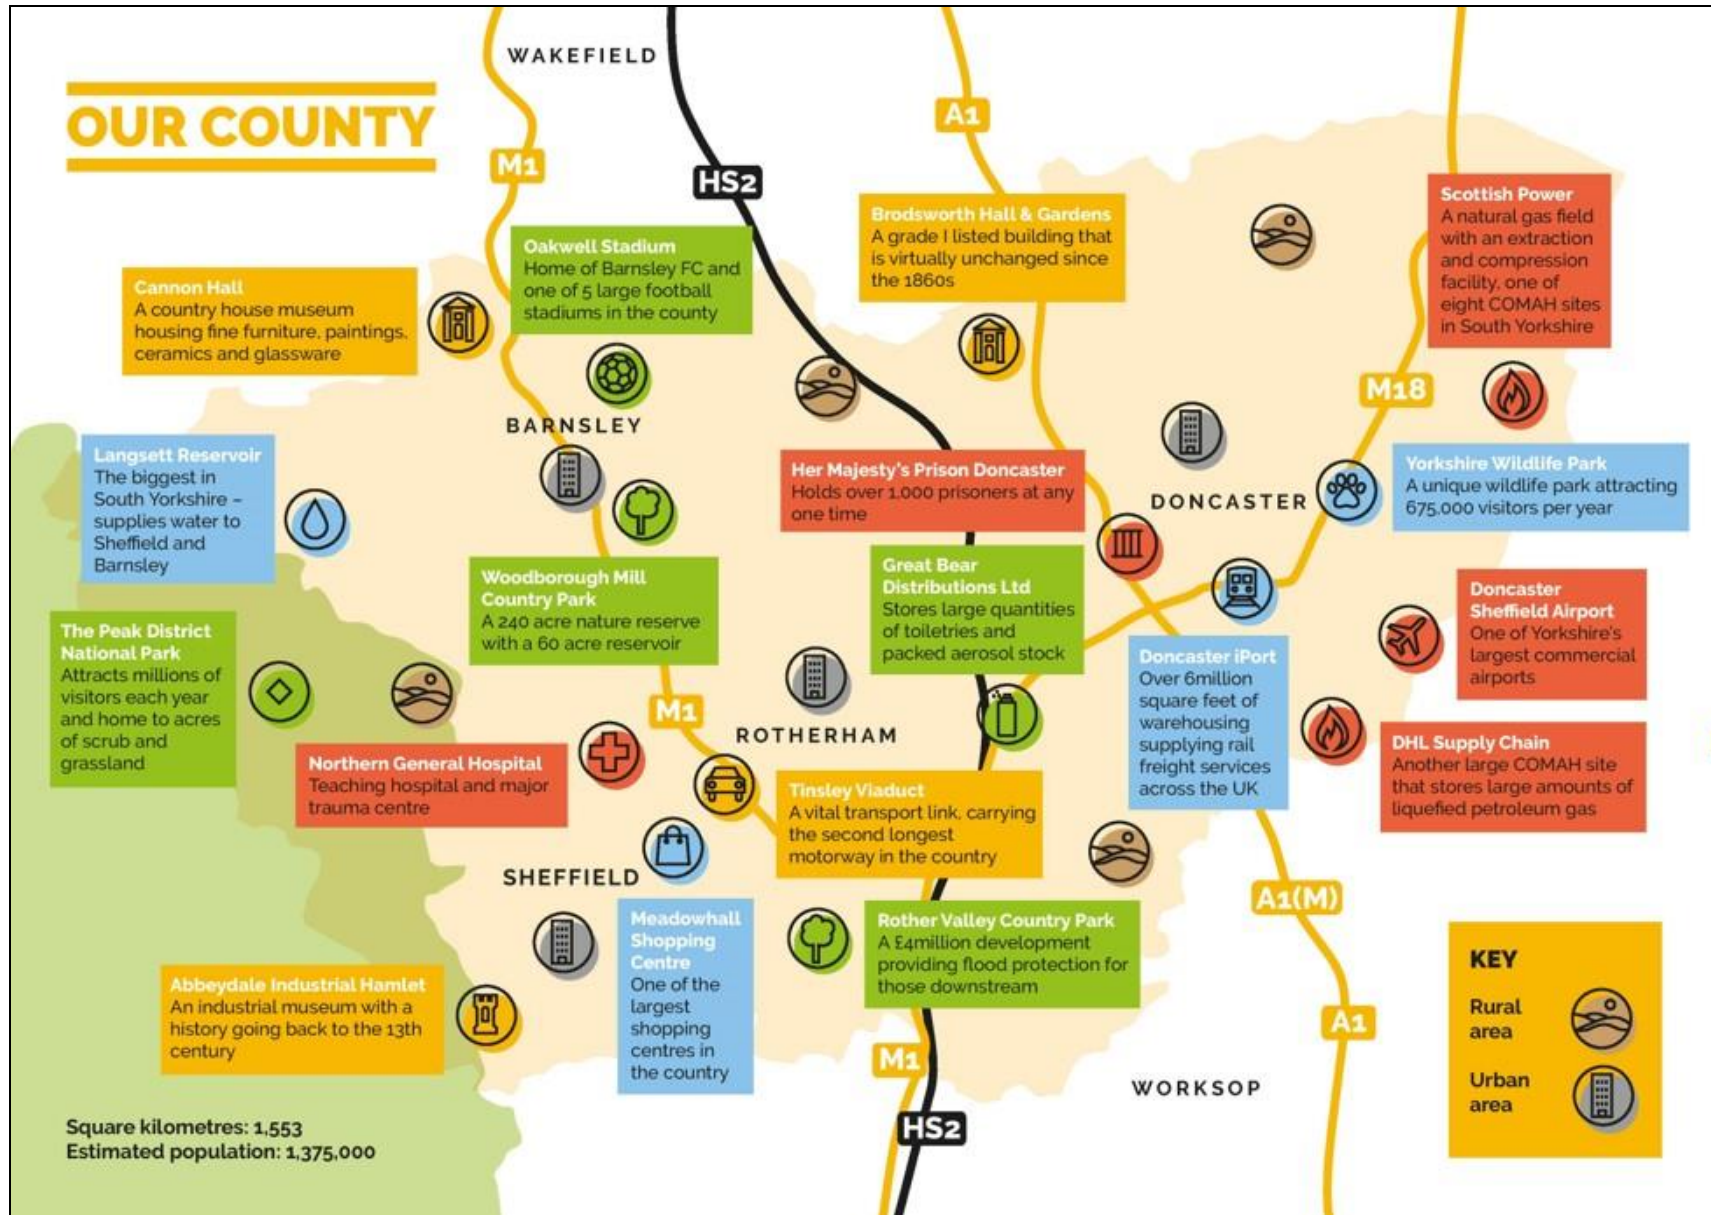 OUR COUNTY
WAKEFIELD
M1
HS2
A1
Cannon Hall
A country house museum
housing fine furniture, paintings,
ceramics and glassware
Oakwell Stadium
Home of Barnsley FC and
one of 5 large football
stadiums in the county
Brodsworth Hall & Gardens
A grade I listed building that
is virtually unchanged since
the 1860s
Scottish Power
A natural gas field
with an extraction
and compression
facility, one of
eight COMAH sites
in South Yorkshire
M18
BARNSLEY
Langsett Reservoir
The biggest in
South Yorkshire –
supplies water to
Sheffield and
Barnsley
Her Majesty's Prison Doncaster
Holds over 1,000 prisoners at any
one time
DONCASTER
Yorkshire Wildlife Park
A unique wildlife park attracting
675,000 visitors per year
Woodborough Mill
Country Park
A 240 acre nature reserve
with a 60 acre reservoir
Great Bear
Distributions Ltd
Stores large quantities
of toiletries and
packed aerosol stock
Doncaster
Sheffield Airport
One of Yorkshire's
largest commercial
airports
The Peak District
National Park
Attracts millions of
visitors each year
and home to acres
of scrub and
grassland
Doncaster iPort
Over 6million
square feet of
warehousing
supplying rail
freight services
across the UK
M1
ROTHERHAM
Northern General Hospital
Teaching hospital and major
trauma centre
DHL Supply Chain
Another large COMAH site
that stores large amounts of
liquefied petroleum gas
Tinsley Viaduct
A vital transport link, carrying
the second longest
motorway in the country
SHEFFIELD
A1(M)
Meadowhall
Shopping
Centre
One of the
largest
shopping
centres in
the country
Rother Valley Country Park
A £4million development
providing flood protection for
those downstream
Abbeydale Industrial Hamlet
An industrial museum with a
history going back to the 13th
century
A1
M1
WORKSOP
HS2
KEY
Rural
area
Urban
area
Square kilometres: 1,553
Estimated population: 1,375,000